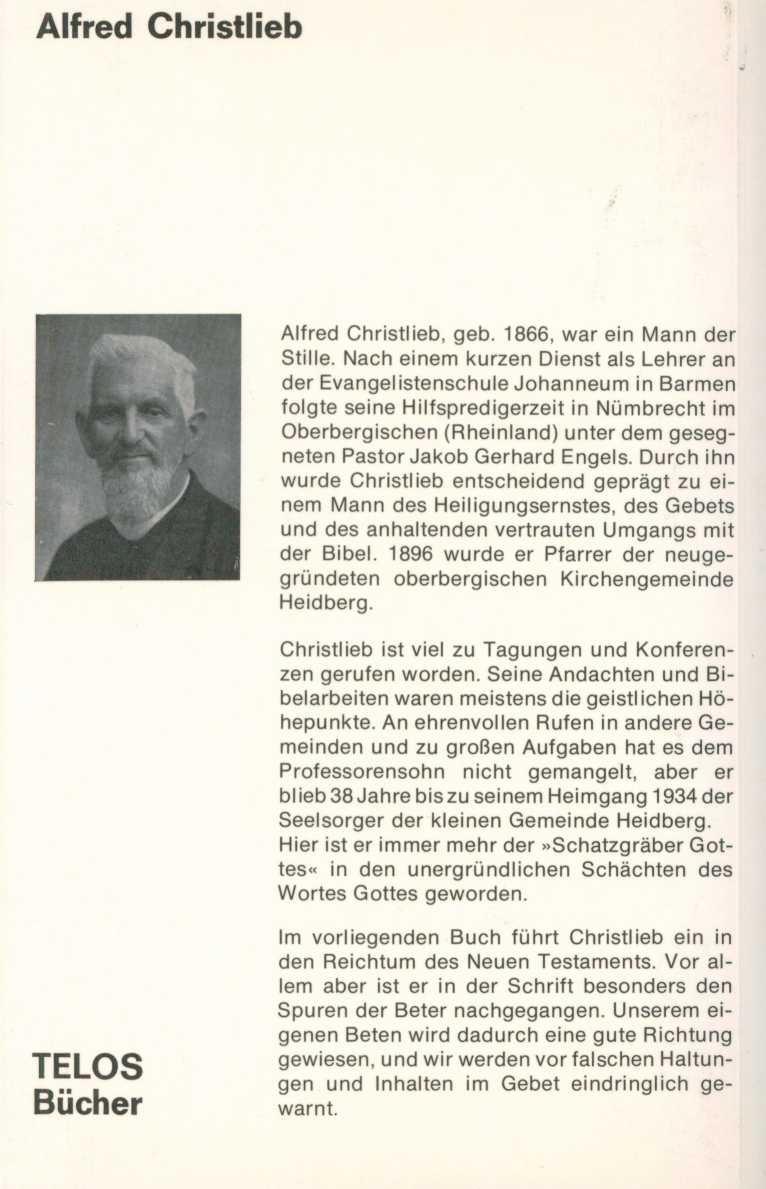 Alfred Christlieb
Alfred Christlieb, geb. 1866, war ein Mann der
Stille. Nach einem kurzen Dienst als Lehrer an
der Evangelistenschule Johanneum in Barmen
folgte seine Hilfspredigerzeit in Nümbrecht im
Oberbergischen (Rheinland) unter dem geseg-
neten Pastor Jakob Gerhard Engels. Durch ihn
wurde Christlieb entscheidend geprägt zu ei-
nem Mann des Heiligungsernstes, des Gebets
und des anhaltenden vertrauten Umgangs mit
der Bibel. 1896 wurde er Pfarrer der neuge-
gründeten oberbergischen Kirchengemeinde
Heidberg.
Christlieb ist viel zu Tagungen und Konferen-
zen gerufen worden. Seine Andachten und Bi-
belarbeiten waren meistens die geistlichen Hö-
hepunkte. An ehrenvollen Rufen in andere Ge-
meinden und zu großen Aufgaben hat es dem
Professorensohn nicht gemangelt, aber er
blieb 38 Jahre bis zu seinem Heimgang 1934 der
Seelsorger der kleinen Gemeinde Heidberg.
Hier ist er immer mehr der »Schatzgräber Got-
tes« in den unergründlichen Schächten des
Wortes Gottes geworden.
Im vorliegenden Buch führt Christlieb ein in
den Reichtum des Neuen Testaments. Vor al-
lem aber ist er in der Schrift besonders den
Spuren der Beter nachgegangen. Unserem ei-
genen Beten wird dadurch eine gute Richtung
gewiesen, und wir werden vor falschen Haltun-
gen und Inhalten im Gebet eindringlich ge-
warnt.
TELOS
Bücher